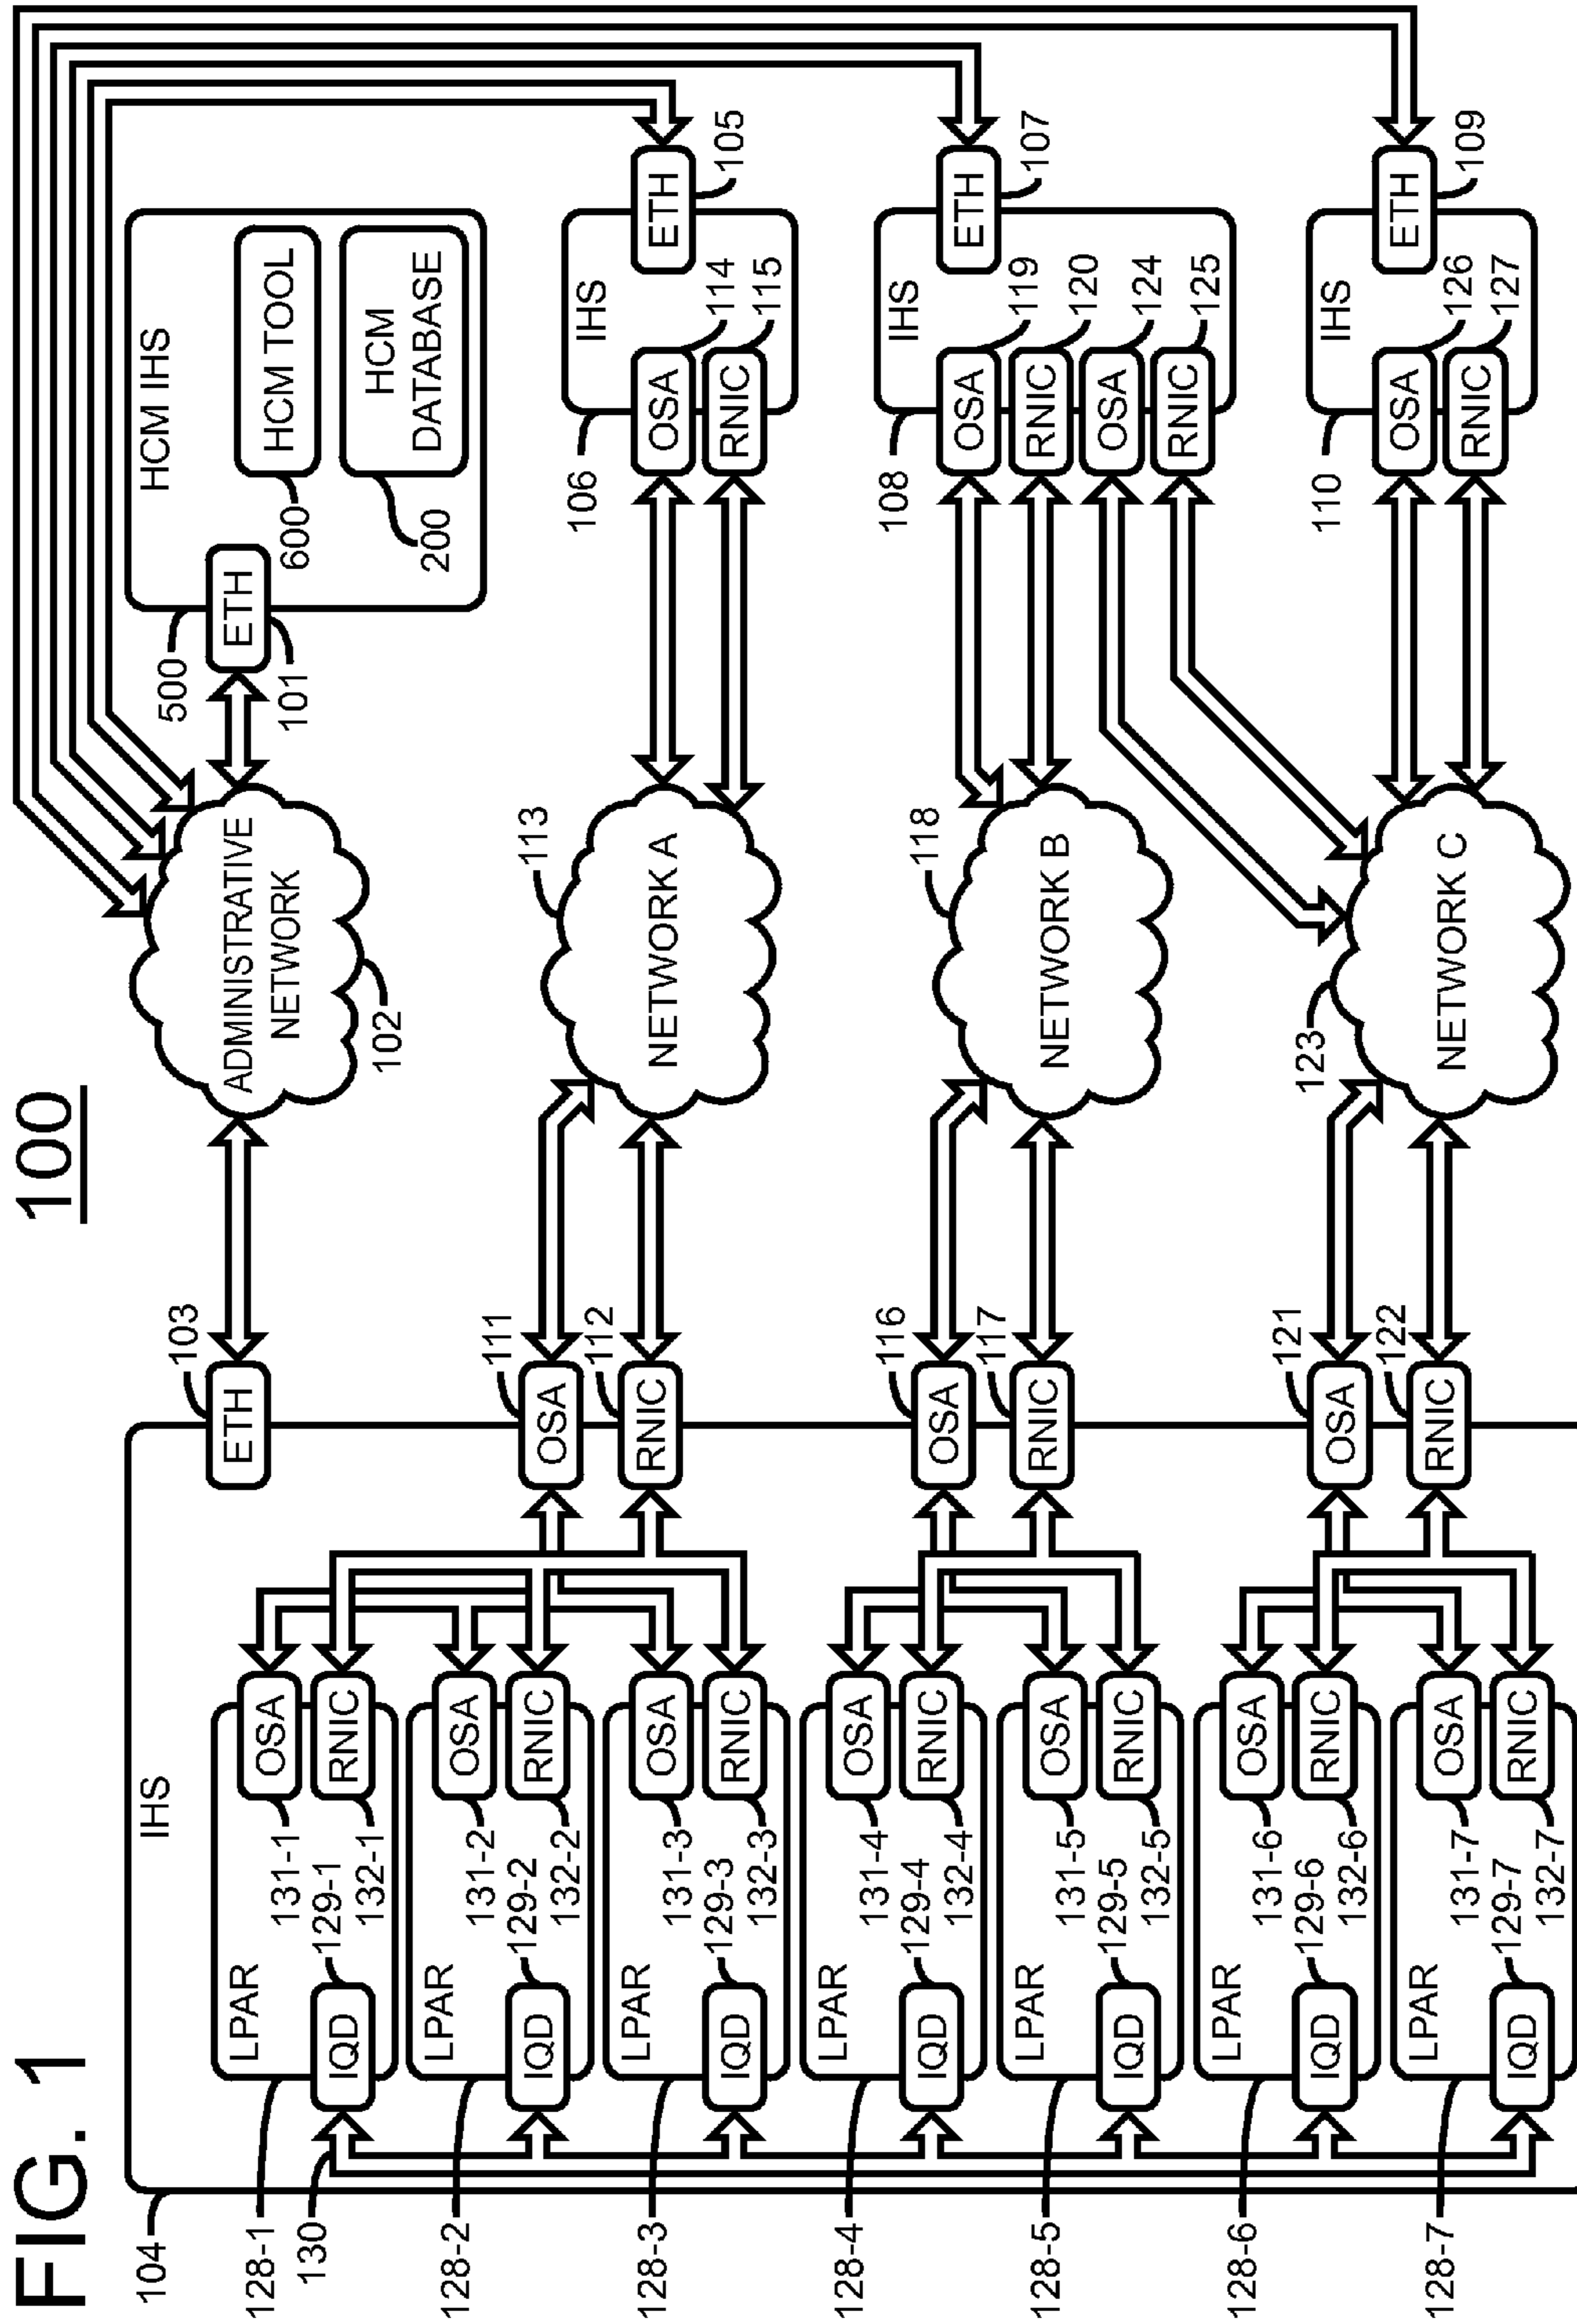 FIG. 1
100
104
IHS
103
ETH
ADMINISTRATIVE
NETWORK
102
HCM IHS
500
ETH
101
HCM TOOL
600
HCM
DATABASE
200
128-1
LPAR
130
IQD
129-1
OSA
131-1
RNIC
132-1
128-2
LPAR
IQD
129-2
OSA
131-2
RNIC
132-2
128-3
LPAR
IQD
129-3
OSA
131-3
RNIC
132-3
111
OSA
112
RNIC
113
NETWORK A
106
IHS
OSA
114
RNIC
115
ETH
105
128-4
LPAR
IQD
129-4
OSA
131-4
RNIC
132-4
128-5
LPAR
IQD
129-5
OSA
131-5
RNIC
132-5
116
OSA
117
RNIC
118
NETWORK B
108
IHS
OSA
119
RNIC
120
OSA
124
RNIC
125
ETH
107
128-6
LPAR
IQD
129-6
OSA
131-6
RNIC
132-6
128-7
LPAR
IQD
129-7
OSA
131-7
RNIC
132-7
121
OSA
122
RNIC
123
NETWORK C
110
IHS
OSA
126
RNIC
127
ETH
109